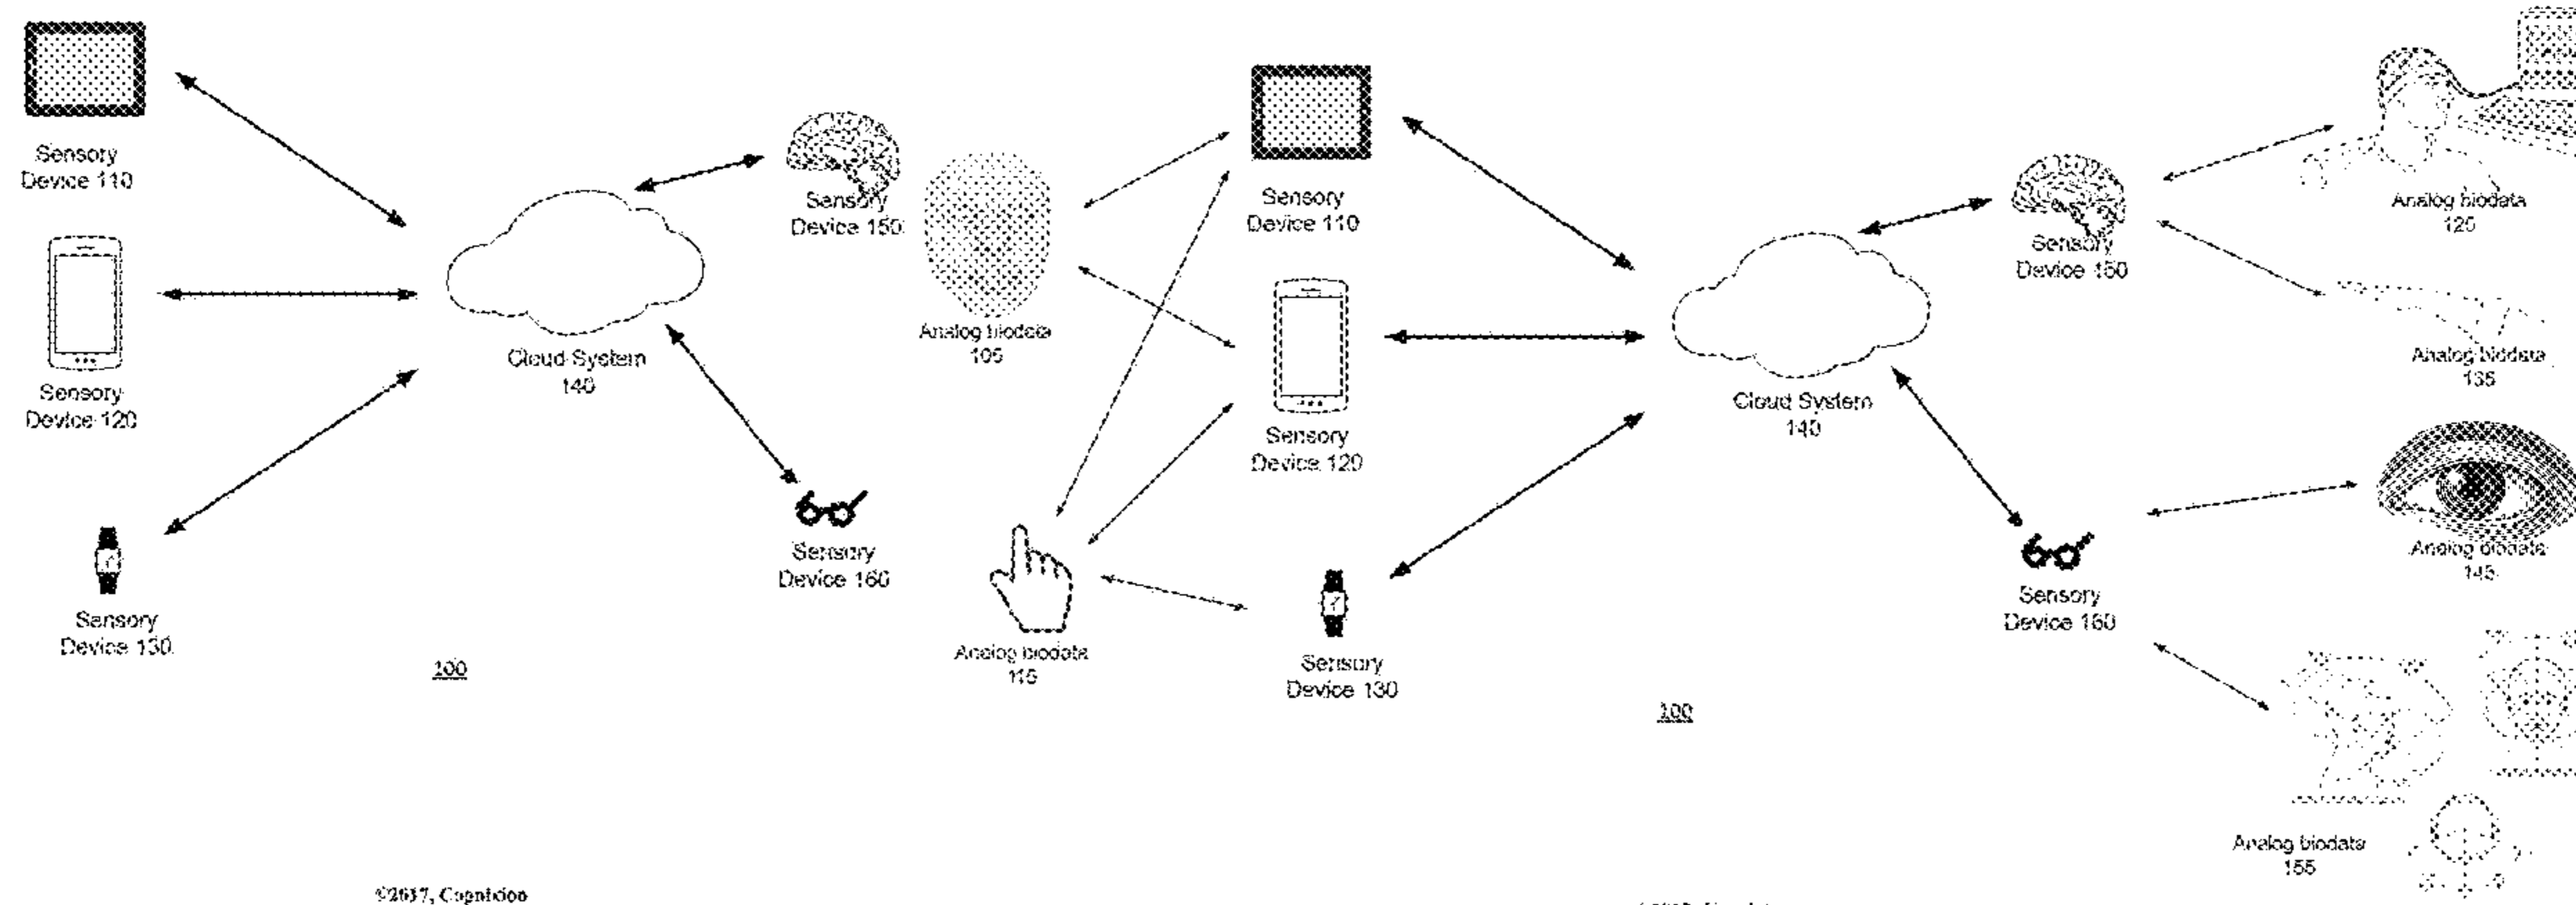 Sensory
Device 110
Sensory
Device 120
Sensory
Device 130
Cloud System
140
Sensory
Device 150
Sensory
Device 160
100
©2017, Cognixion
Analog biodata
105
Analog biodata
115
Sensory
Device 110
Sensory
Device 120
Sensory
Device 130
Cloud System
140
Sensory
Device 150
Sensory
Device 160
100
Analog biodata
125
Analog biodata
135
Analog biodata
145
Analog biodata
155